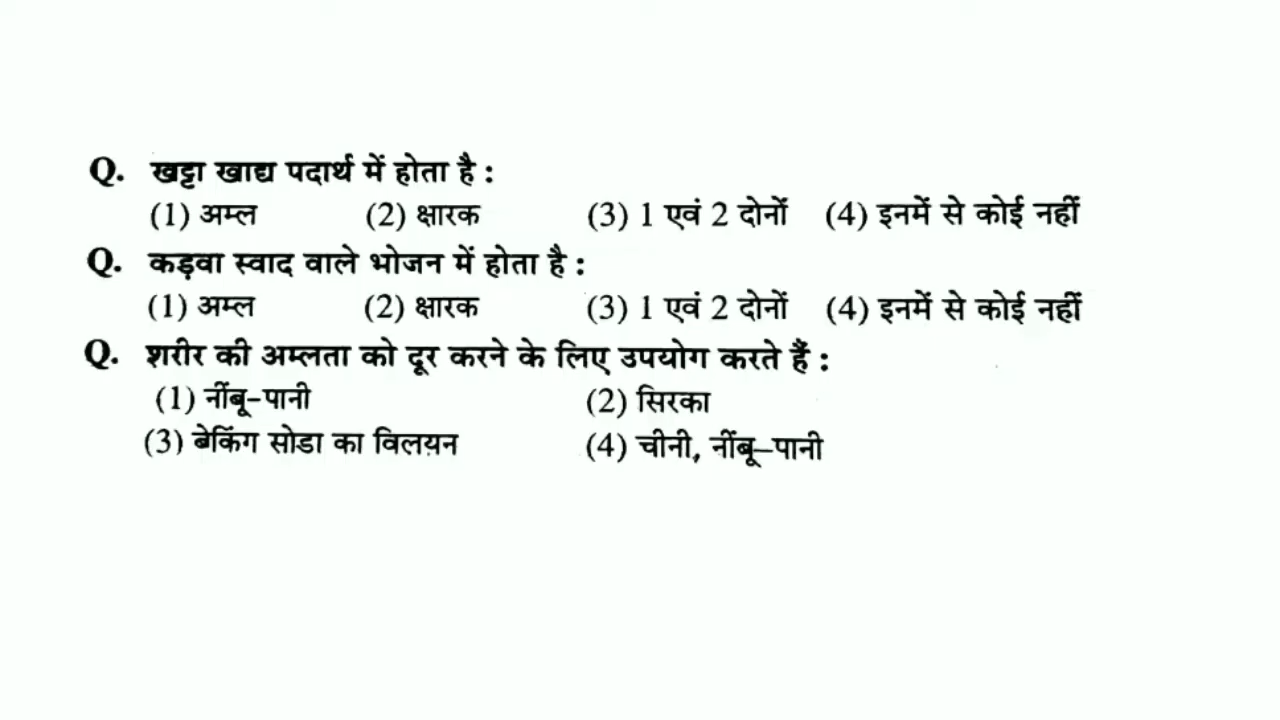 Q. खट्टा खाद्य पदार्थ में होता है :
(1) अम्ल (2) क्षारक (3) 1 एवं 2 दोनों (4) इनमें से कोई नहीं
Q. कड़वा स्वाद वाले भोजन में होता है :
(1) अम्ल (2) क्षारक (3) 1 एवं 2 दोनों (4) इनमें से कोई नहीं
Q. शरीर की अम्लता को दूर करने के लिए उपयोग करते हैं :
(1) नींबू-पानी (2) सिरका
(3) बेकिंग सोडा का विलयन (4) चीनी, नींबू–पानी